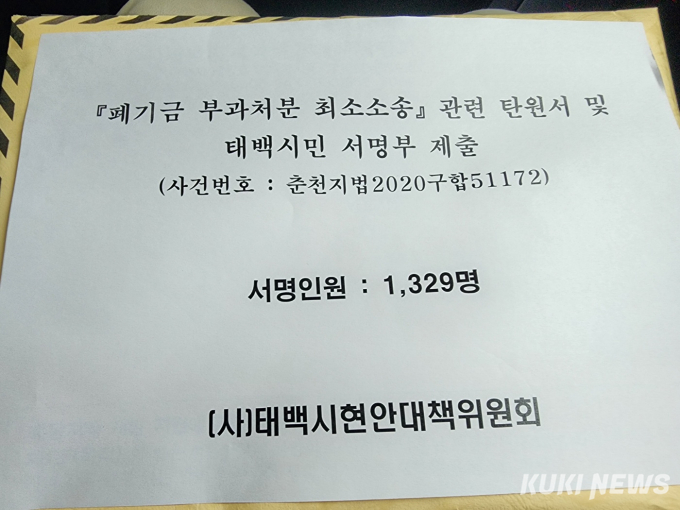 『폐기금 부과처분 최소소송』 관련 탄원서 및
태백시민 서명부 제출
(사건번호 : 춘천지법2020구합51172)
서명인원 : 1,329명
(사)태백시현안대책위원회
KUKI NEWS